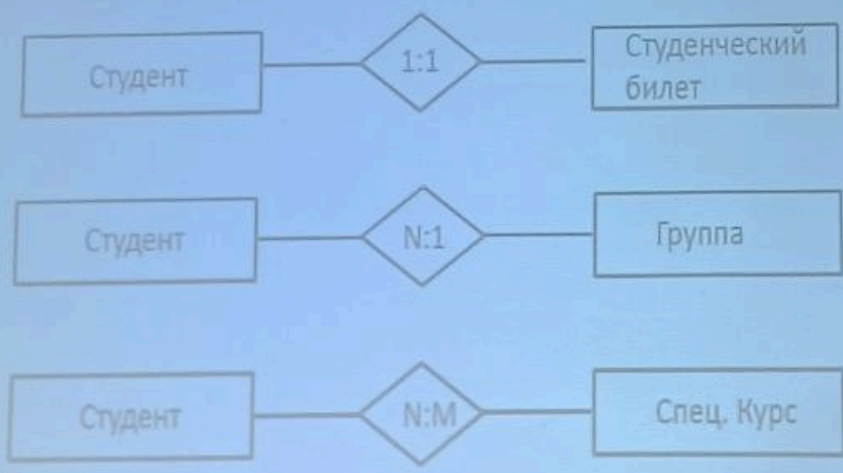 Студент
1:1
Студенческий
билет
Студент
N:1
Группа
Студент
N:M
Спец. Курс